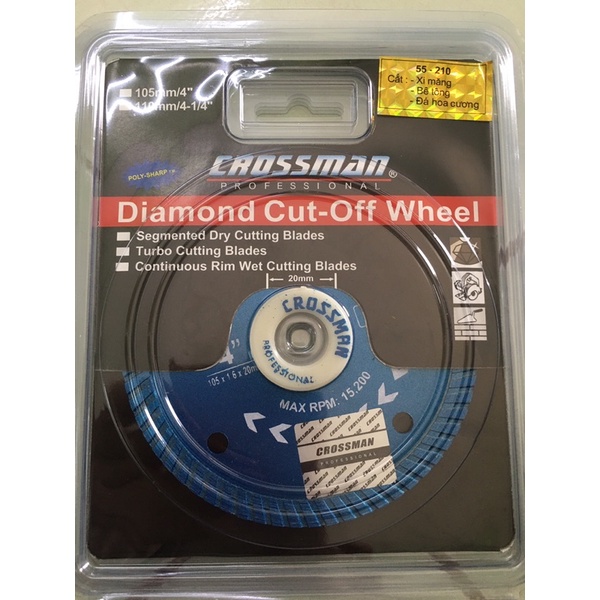 105mm/4"
110mm/4-1/4"
55 - 210
Cắt : - Xi măng
- Bê tông
- Đá hoa cương
POLY-SHARP
CROSSMAN®
PROFESSIONAL
Diamond Cut-Off Wheel
Segmented Dry Cutting Blades
Turbo Cutting Blades
Continuous Rim Wet Cutting Blades
20mm
CROSSMAN
PROFESSIONAL
4"
105 x 1.6 x 20mm
MAX RPM: 15,200
CROSSMAN
PROFESSIONAL